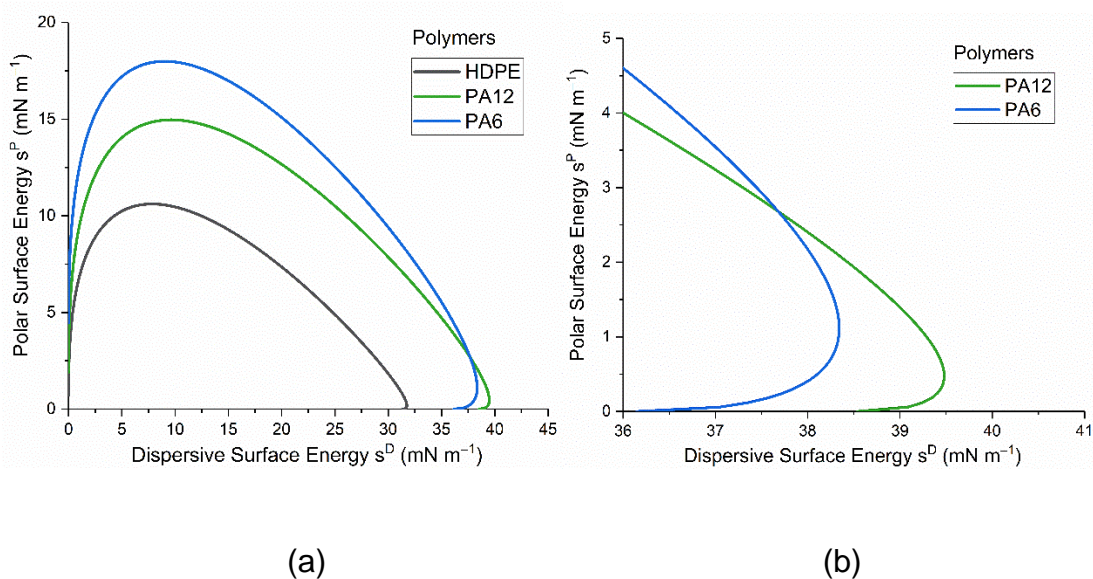 20
15
10
5
0
Polar Surface Energy s^P (mN m^−1)
0 5 10 15 20 25 30 35 40 45
Dispersive Surface Energy s^D (mN m^−1)
Polymers
HDPE
PA12
PA6
(a)
5
4
3
2
1
0
Polar Surface Energy s^P (mN m^−1)
36 37 38 39 40 41
Dispersive Surface Energy s^D (mN m^−1)
Polymers
PA12
PA6
(b)